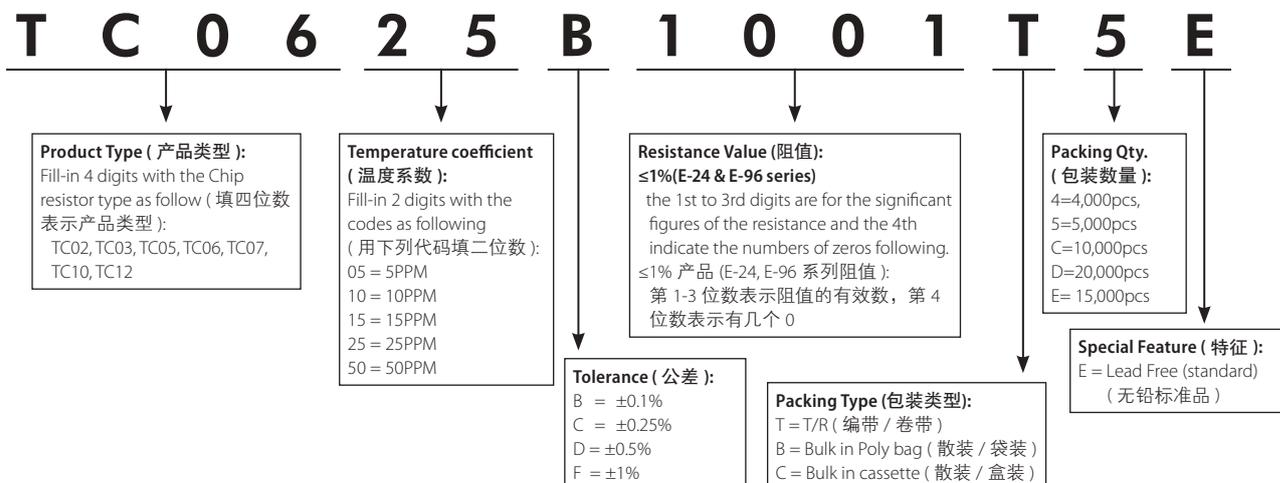 T C 0 6 2 5 B 1 0 0 1 T 5 E
Product Type ( 产品类型 ):
Fill-in 4 digits with the Chip
resistor type as follow ( 填四位数
表示产品类型 ):
TC02, TC03, TC05, TC06, TC07,
TC10, TC12
Temperature coefficient
( 温度系数 ):
Fill-in 2 digits with the
codes as following
( 用下列代码填二位数 ):
05 = 5PPM
10 = 10PPM
15 = 15PPM
25 = 25PPM
50 = 50PPM
Tolerance ( 公差 ):
B = ±0.1%
C = ±0.25%
D = ±0.5%
F = ±1%
Resistance Value (阻值):
≤1%(E-24 & E-96 series)
the 1st to 3rd digits are for the significant
figures of the resistance and the 4th
indicate the numbers of zeros following.
≤1% 产品 (E-24, E-96 系列阻值 ):
第 1-3 位数表示阻值的有效数，第 4
位数表示有几个 0
Packing Type (包装类型):
T = T/R ( 编带 / 卷带 )
B = Bulk in Poly bag ( 散装 / 袋装 )
C = Bulk in cassette ( 散装 / 盒装 )
Packing Qty.
( 包装数量 ):
4=4,000pcs,
5=5,000pcs
C=10,000pcs
D=20,000pcs
E= 15,000pcs
Special Feature ( 特征 ):
E = Lead Free (standard)
( 无铅标准品 )